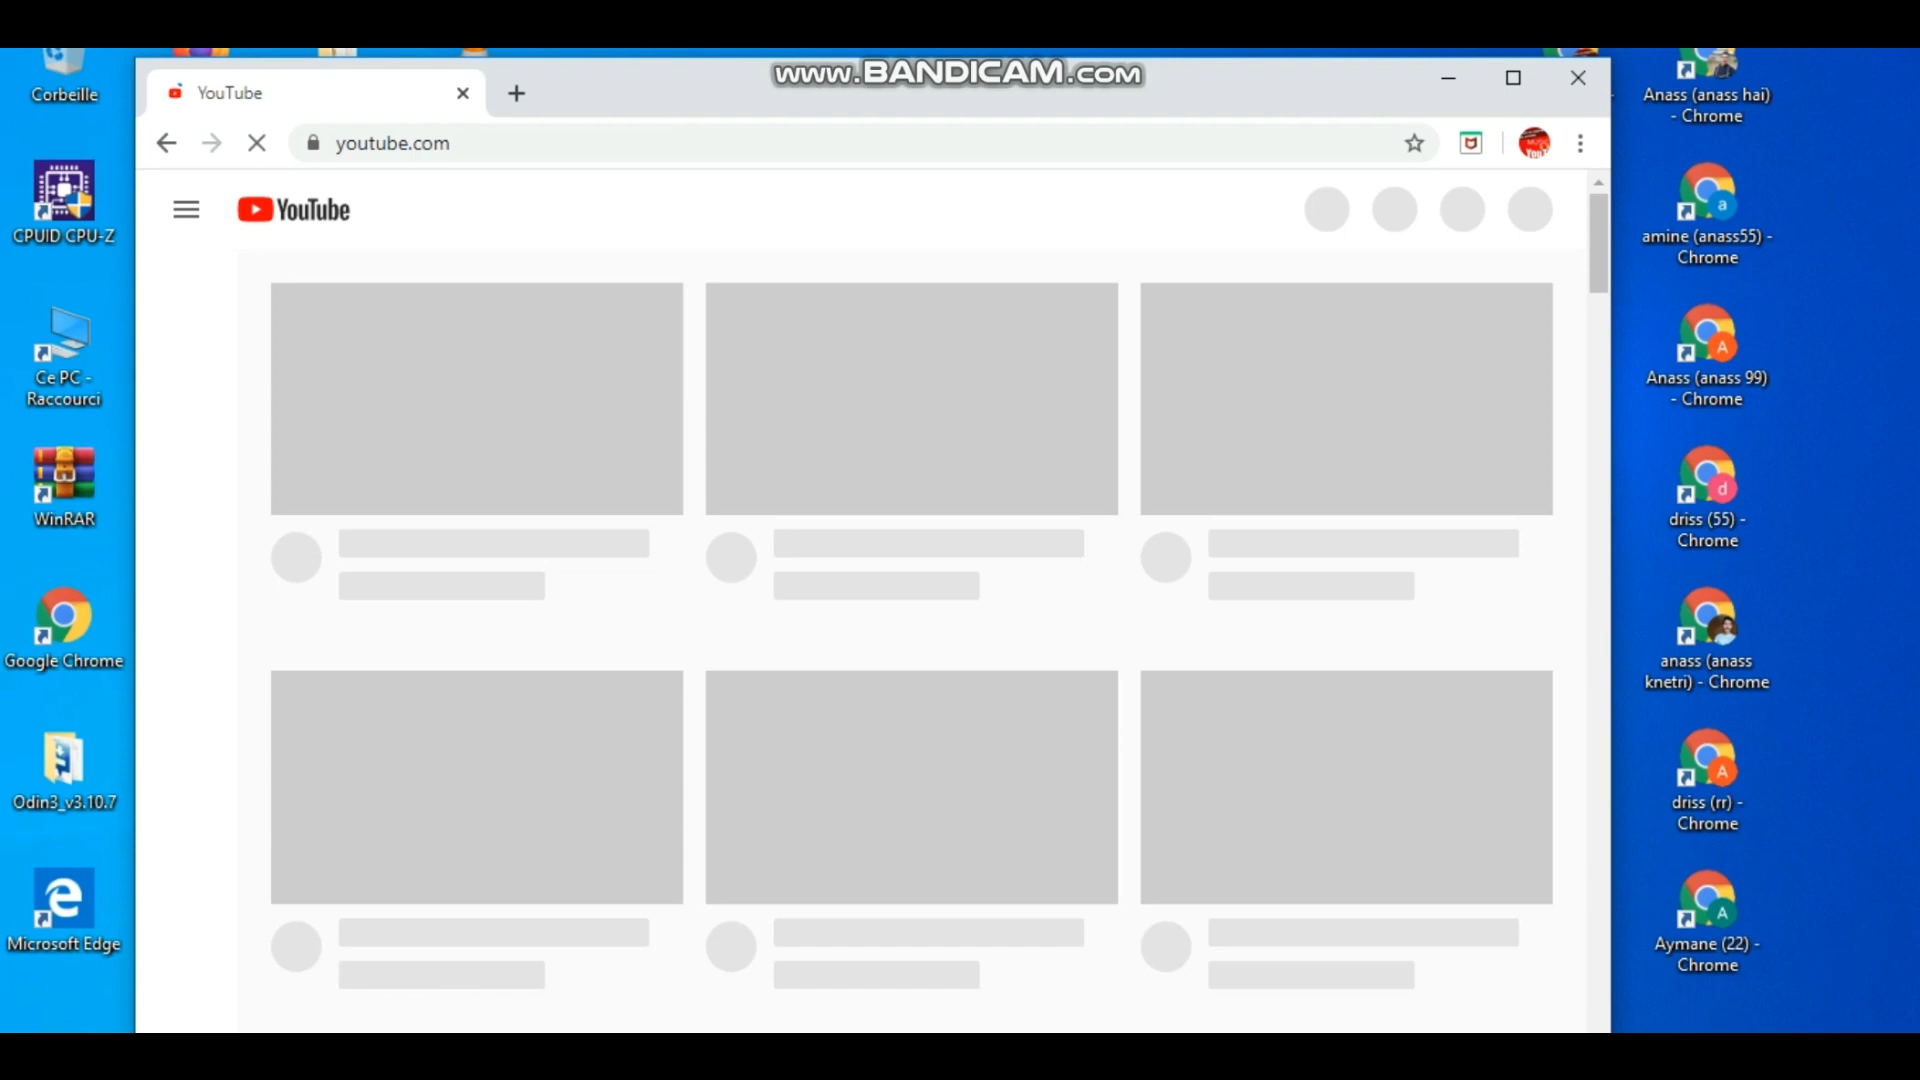 www.BANDICAM.com
YouTube
youtube.com
YouTube
Corbeille
CPUID CPU-Z
Ce PC -
Raccourci
WinRAR
Google Chrome
Odin3_v3.10.7
Microsoft Edge
Anass (anass hai)
- Chrome
a
amine (anass55) -
Chrome
A
Anass (anass 99)
- Chrome
d
driss (55) -
Chrome
anass (anass
knetri) - Chrome
A
driss (rr) -
Chrome
A
Aymane (22) -
Chrome